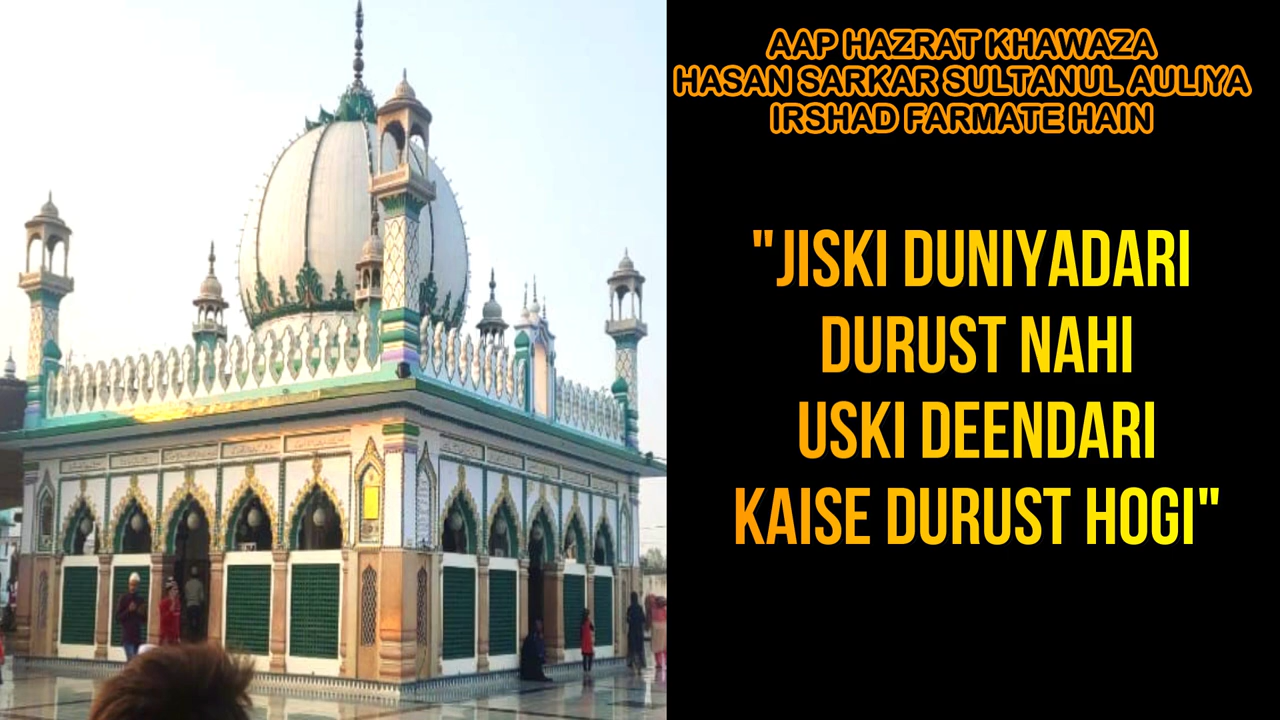 AAP HAZRAT KHAWAZA
HASAN SARKAR SULTANUL AULIYA
IRSHAD FARMATE HAIN
"JISKI DUNIYADARI
DURUST NAHI
USKI DEENDARI
KAISE DURUST HOGI"